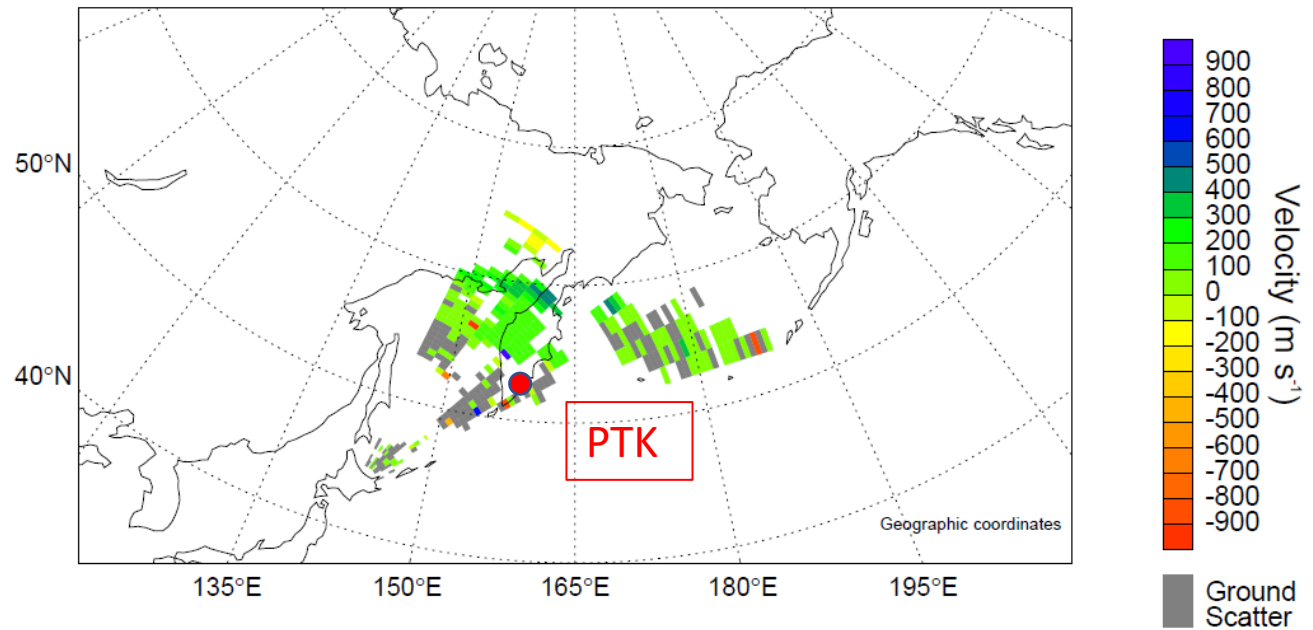 50°N
40°N
135°E
150°E
165°E
180°E
195°E
PTK
Geographic coordinates
900
800
700
600
500
400
300
200
100
0
-100
-200
-300
-400
-500
-600
-700
-800
-900
Velocity (m s⁻¹)
Ground
Scatter